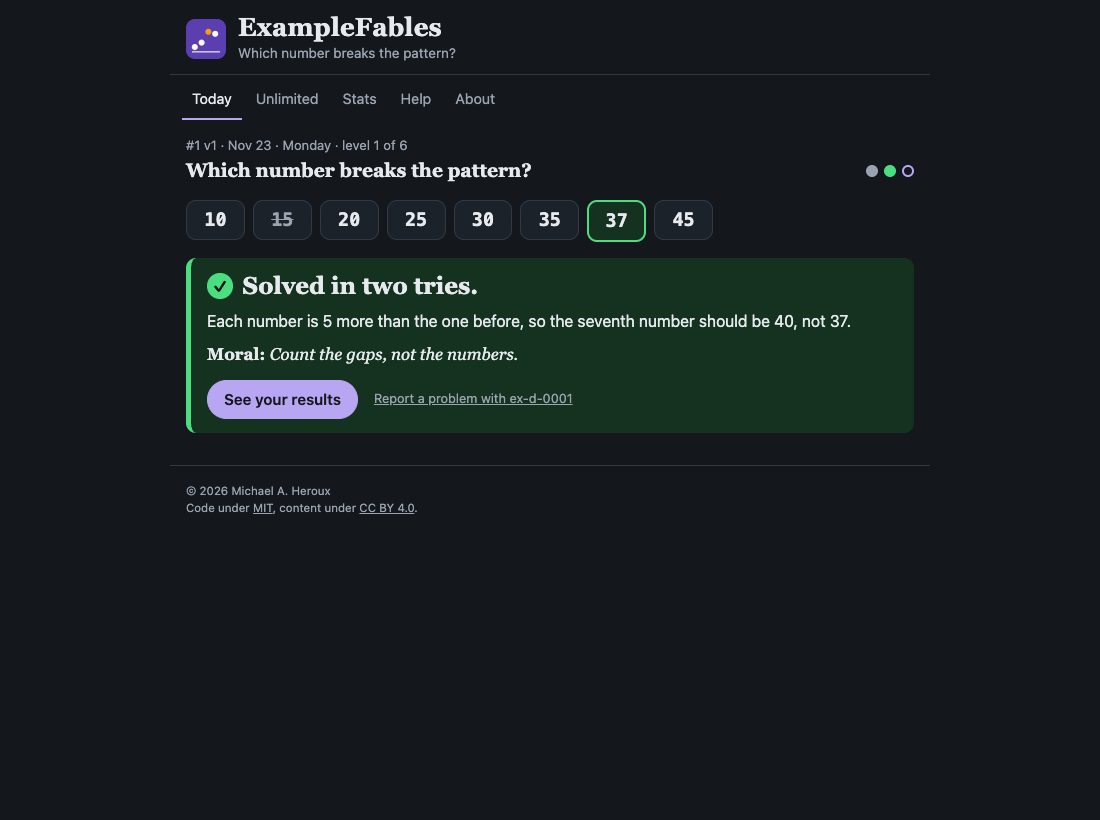 ExampleFables
Which number breaks the pattern?
Today Unlimited Stats Help About
#1 v1 · Nov 23 · Monday · level 1 of 6
Which number breaks the pattern?
10 15 20 25 30 35 37 45
Solved in two tries.
Each number is 5 more than the one before, so the seventh number should be 40, not 37.
Moral: Count the gaps, not the numbers.
See your results Report a problem with ex-d-0001
© 2026 Michael A. Heroux
Code under MIT, content under CC BY 4.0.